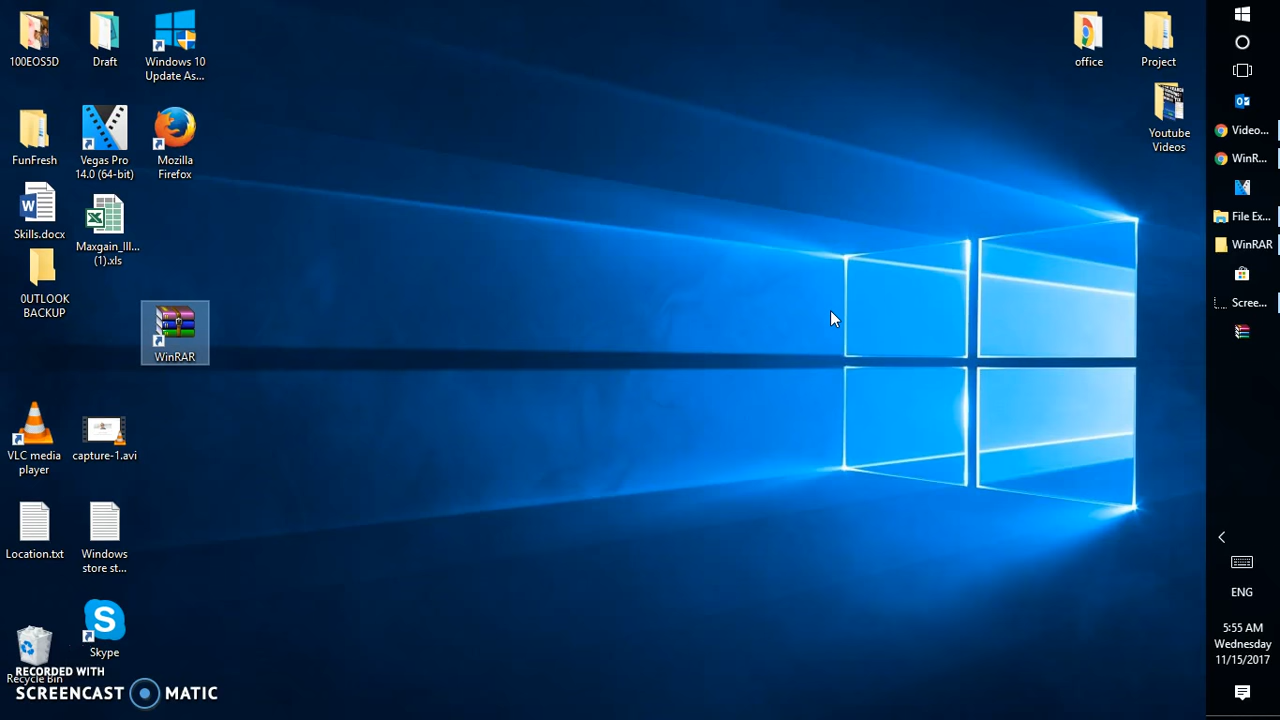 100EOS5D
Draft
Windows 10
Update As...
office
Project
FunFresh
Vegas Pro
14.0 (64-bit)
Mozilla
Firefox
Youtube
Videos
Skills.docx
Maxgain_III...
(1).xls
0UTLOOK
BACKUP
WinRAR
VLC media
player
capture-1.avi
Location.txt
Windows
store st...
Skype
Recycle Bin
RECORDED WITH
SCREENCAST MATIC
Video...
WinR...
File Ex...
WinRAR
Scree...
ENG
5:55 AM
Wednesday
11/15/2017